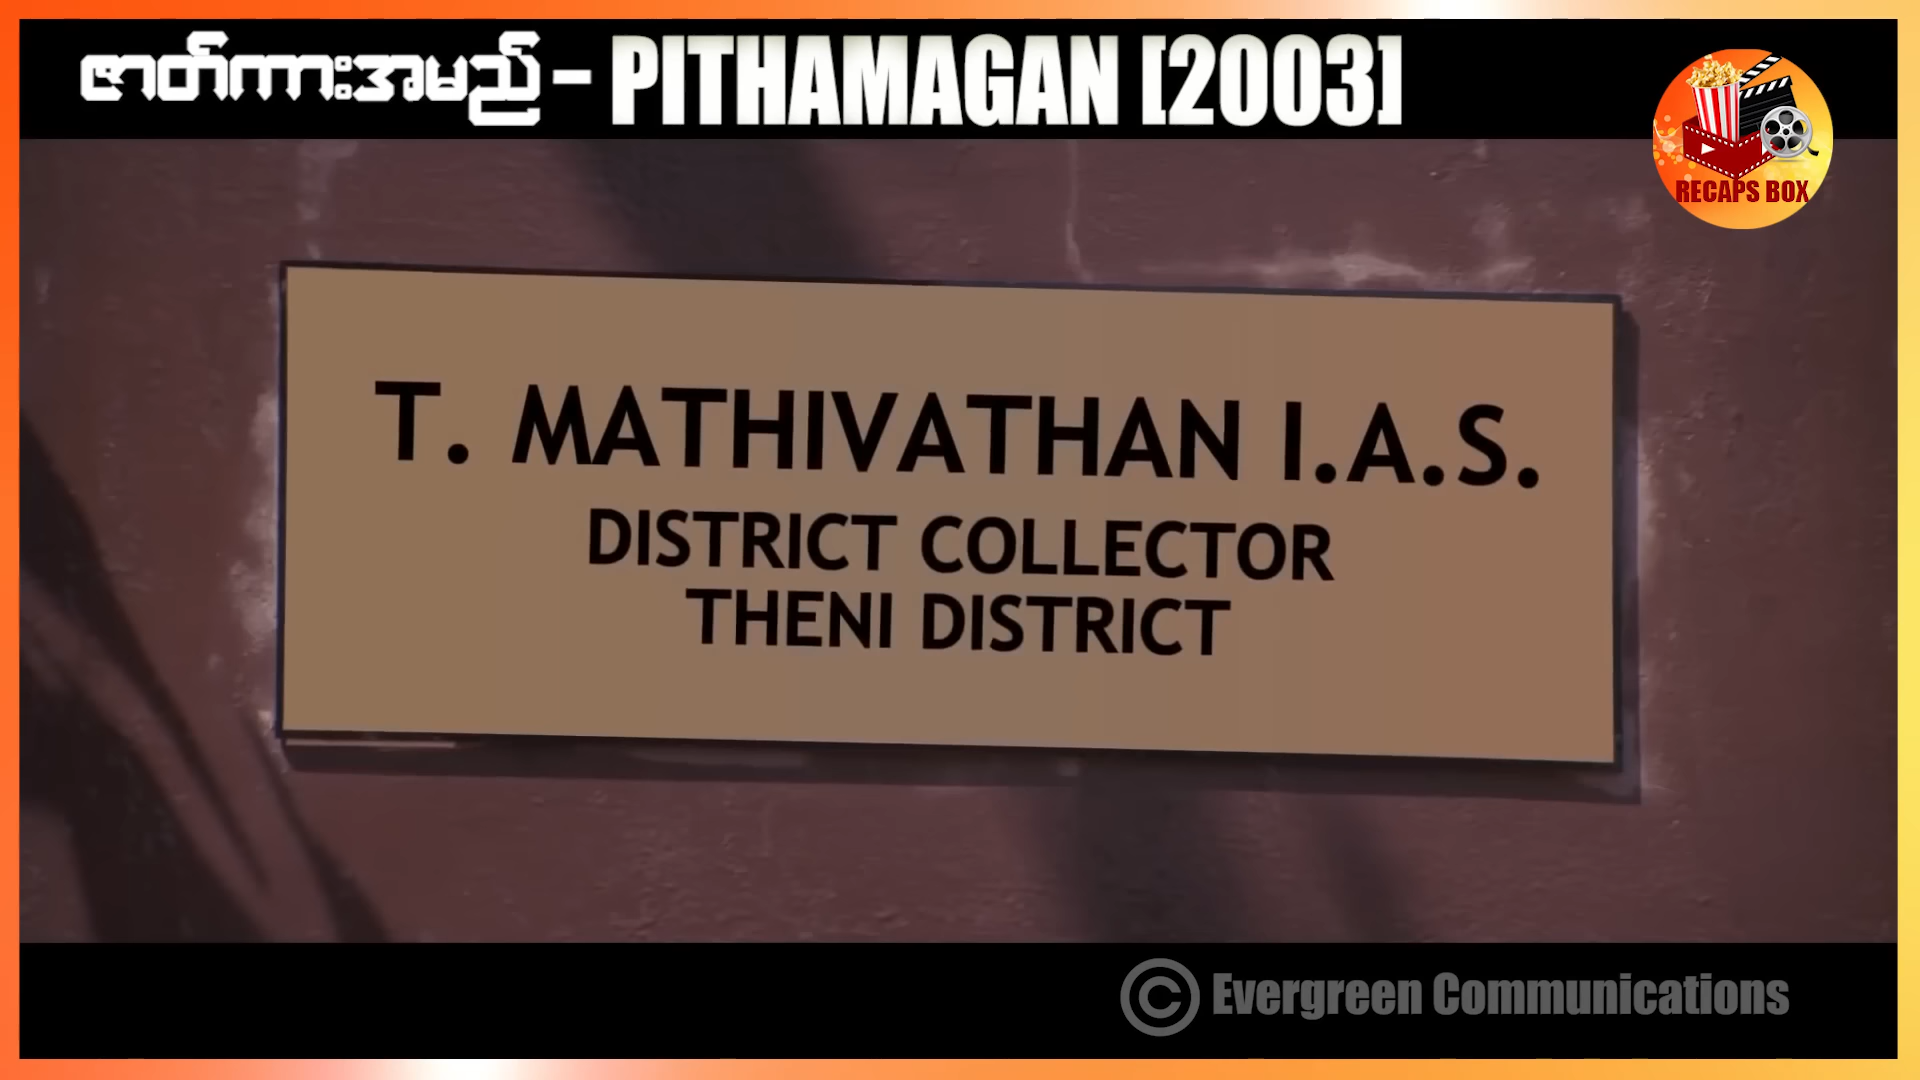 ဇာတ်ကားအမည် - PITHAMAGAN [2003]
RECAPS BOX
T. MATHIVATHAN I.A.S.
DISTRICT COLLECTOR
THENI DISTRICT
© Evergreen Communications